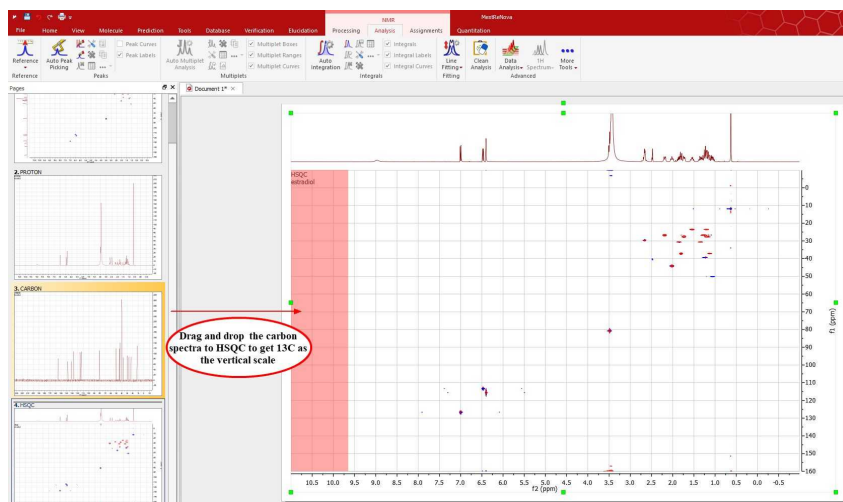 NMR
MestReNova
File Home View Molecule Prediction Tools Database Verification Elucidation Processing Analysis Assignments Quantitation
Reference
Auto Peak Picking
Peak Curves
Peak Labels
Auto Multiplet Analysis
Multiplet Boxes
Multiplet Ranges
Multiplet Curves
Auto Integration
Integrals
Integral Labels
Integral Curves
Line Fitting
Clean Analysis
Data Analysis
1H Spectrum
More Tools
Reference Peaks Multiplets Integrals Fitting Advanced
Pages
Document 1*
2. PROTON
3. CARBON
4. HSQC
HSQC
estradiol
Drag and drop the carbon
spectra to HSQC to get 13C as
the vertical scale
-0
-10
-20
-30
-40
-50
-60
-70
-80
-90
-100
-110
-120
-130
-140
-150
-160
f1 (ppm)
10.5 10.0 9.5 9.0 8.5 8.0 7.5 7.0 6.5 6.0 5.5 5.0 4.5 4.0 3.5 3.0 2.5 2.0 1.5 1.0 0.5 0.0 -0.5
f2 (ppm)